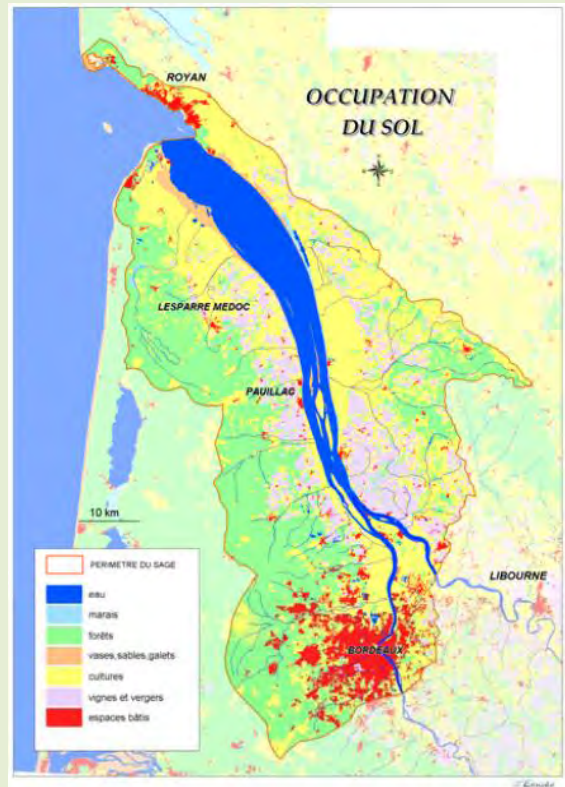 OCCUPATION
DU SOL
ROYAN
LESPARRE MEDOC
PAUILLAC
LIBOURNE
BORDEAUX
10 km
PERIMETRE DU SAGE
eau
marais
forêts
vases,sables,galets
cultures
vignes et vergers
espaces bâtis